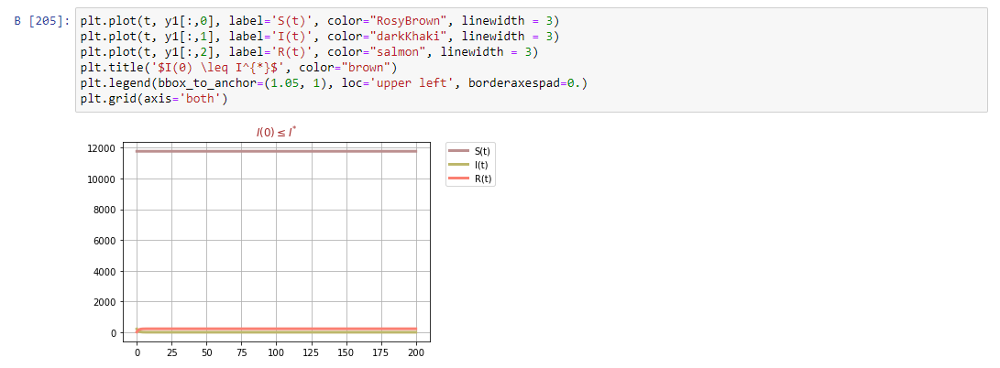 B [205]: plt.plot(t, y1[:,0], label='S(t)', color="RosyBrown", linewidth = 3)
plt.plot(t, y1[:,1], label='I(t)', color="darkKhaki", linewidth = 3)
plt.plot(t, y1[:,2], label='R(t)', color="salmon", linewidth = 3)
plt.title('$I(0) \leq I^{*}$', color="brown")
plt.legend(bbox_to_anchor=(1.05, 1), loc='upper left', borderaxespad=0.)
plt.grid(axis='both')
I(0) ≤ I*
12000
10000
8000
6000
4000
2000
0
0 25 50 75 100 125 150 175 200
S(t)
I(t)
R(t)